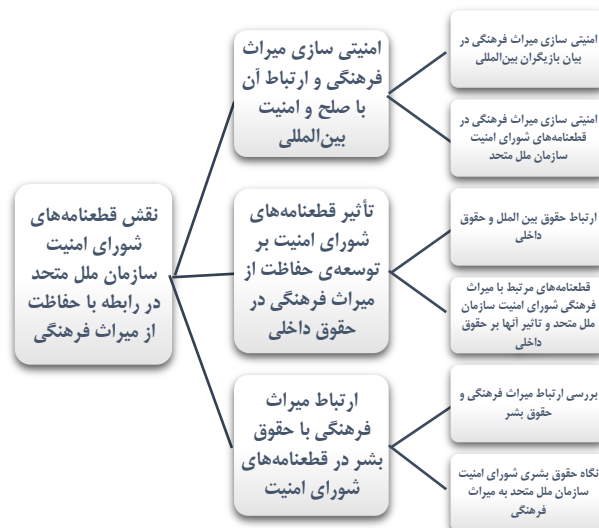 نقش قطعنامه‌های
شورای امنیت
سازمان ملل متحد
در رابطه با حفاظت
از میراث فرهنگی
امنیتی سازی میراث
فرهنگی و ارتباط آن
با صلح و امنیت
بین‌المللی
امنیتی سازی میراث فرهنگی در
بیان بازیگران بین‌المللی
امنیتی سازی میراث فرهنگی در
قطعنامه‌های شورای امنیت
سازمان ملل متحد
تأثیر قطعنامه‌های
شورای امنیت بر
توسعه‌ی حفاظت از
میراث فرهنگی در
حقوق داخلی
ارتباط حقوق بین الملل و حقوق
داخلی
قطعنامه‌های مرتبط با میراث
فرهنگی شورای امنیت سازمان
ملل متحد و تاثیر آنها بر حقوق
داخلی
ارتباط میراث
فرهنگی با حقوق
بشر در قطعنامه‌های
شورای امنیت
بررسی ارتباط میراث فرهنگی و
حقوق بشر
نگاه حقوق بشری شورای امنیت
سازمان ملل متحد به میراث
فرهنگی